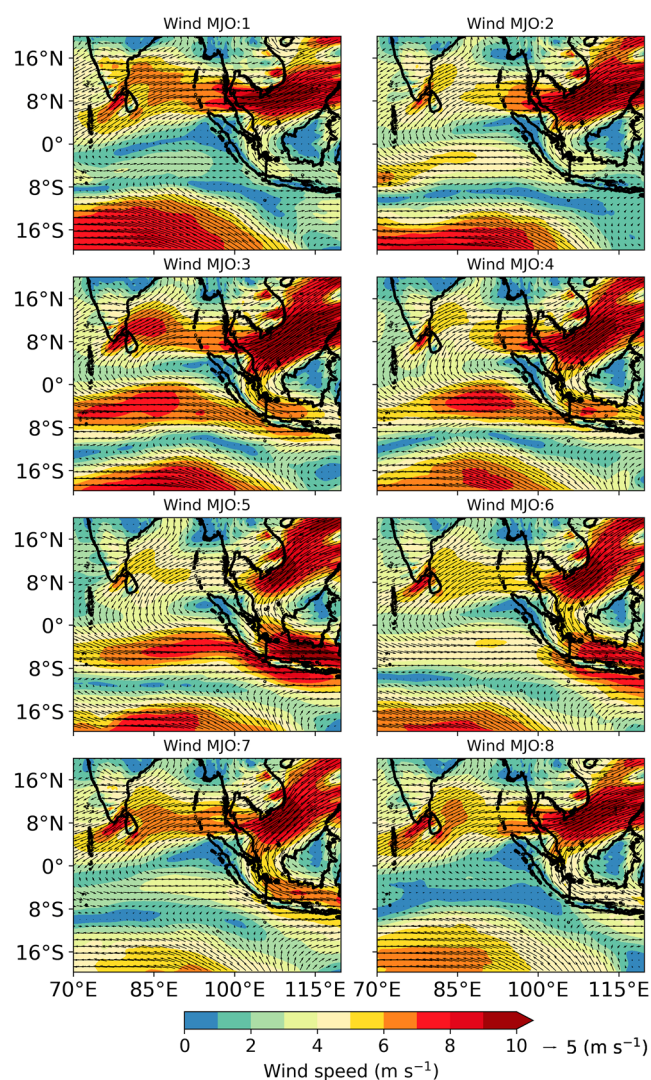 Wind MJO:1
Wind MJO:2
16°N
8°N
0°
8°S
16°S
Wind MJO:3
Wind MJO:4
16°N
8°N
0°
8°S
16°S
Wind MJO:5
Wind MJO:6
16°N
8°N
0°
8°S
16°S
Wind MJO:7
Wind MJO:8
16°N
8°N
0°
8°S
16°S
70°E 85°E 100°E 115°E 70°E 85°E 100°E 115°E
0 2 4 6 8 10 → 5 (m s⁻¹)
Wind speed (m s⁻¹)